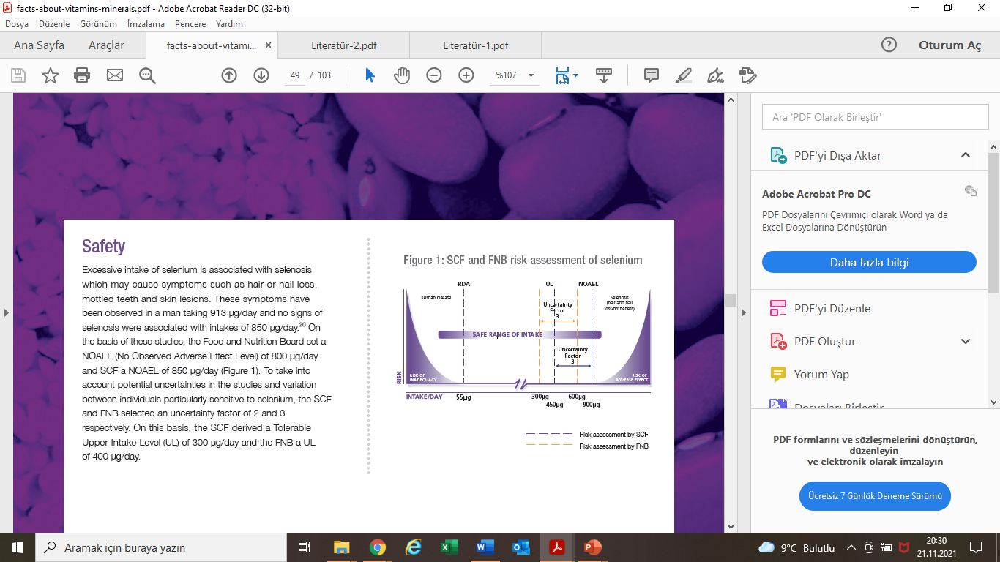 facts-about-vitamins-minerals.pdf - Adobe Acrobat Reader DC (32-bit)
Dosya Düzenle Görünüm İmzalama Pencere Yardım
Ana Sayfa Araçlar facts-about-vitami... × Literatür-2.pdf Literatür-1.pdf Oturum Aç
49 / 103 %107
Ara 'PDF Olarak Birleştir'
PDF'yi Dışa Aktar
Adobe Acrobat Pro DC
PDF Dosyalarını Çevrimiçi olarak Word ya da
Excel Dosyalarına Dönüştürün
Daha fazla bilgi
PDF'yi Düzenle
PDF Oluştur
Yorum Yap
Dosyaları Birleştir
PDF formlarını ve sözleşmelerini dönüştürün,
düzenleyin
ve elektronik olarak imzalayın
Ücretsiz 7 Günlük Deneme Sürümü
Safety
Excessive intake of selenium is associated with selenosis
which may cause symptoms such as hair or nail loss,
mottled teeth and skin lesions. These symptoms have
been observed in a man taking 913 µg/day and no signs of
selenosis were associated with intakes of 850 µg/day.²⁰ On
the basis of these studies, the Food and Nutrition Board set a
NOAEL (No Observed Adverse Effect Level) of 800 µg/day
and SCF a NOAEL of 850 µg/day (Figure 1). To take into
account potential uncertainties in the studies and variation
between individuals particularly sensitive to selenium, the SCF
and FNB selected an uncertainty factor of 2 and 3
respectively. On this basis, the SCF derived a Tolerable
Upper Intake Level (UL) of 300 µg/day and the FNB a UL
of 400 µg/day.
Figure 1: SCF and FNB risk assessment of selenium
RDA UL NOAEL
Keshan disease
Uncertainty
Factor
3
Selenosis
(hair and nail
loss/brittleness)
SAFE RANGE OF INTAKE
Uncertainty
Factor
3
RISK
RISK OF
INADEQUACY
RISK OF
ADVERSE EFFECT
INTAKE/DAY 55µg 300µg 600µg
450µg 900µg
Risk assessment by SCF
Risk assessment by FNB
Aramak için buraya yazın
9°C Bulutlu
20:30
21.11.2021